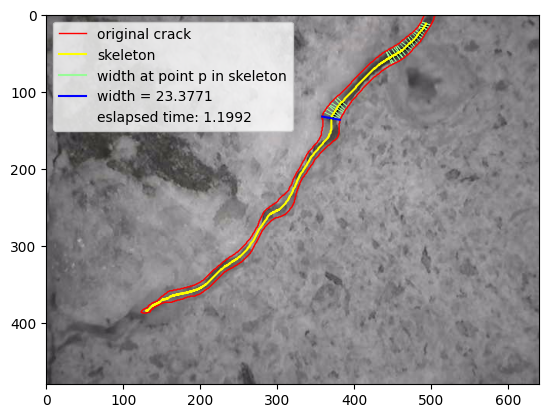 original crack
skeleton
width at point p in skeleton
width = 23.3771
eslapsed time: 1.1992
0
100
200
300
400
0 100 200 300 400 500 600